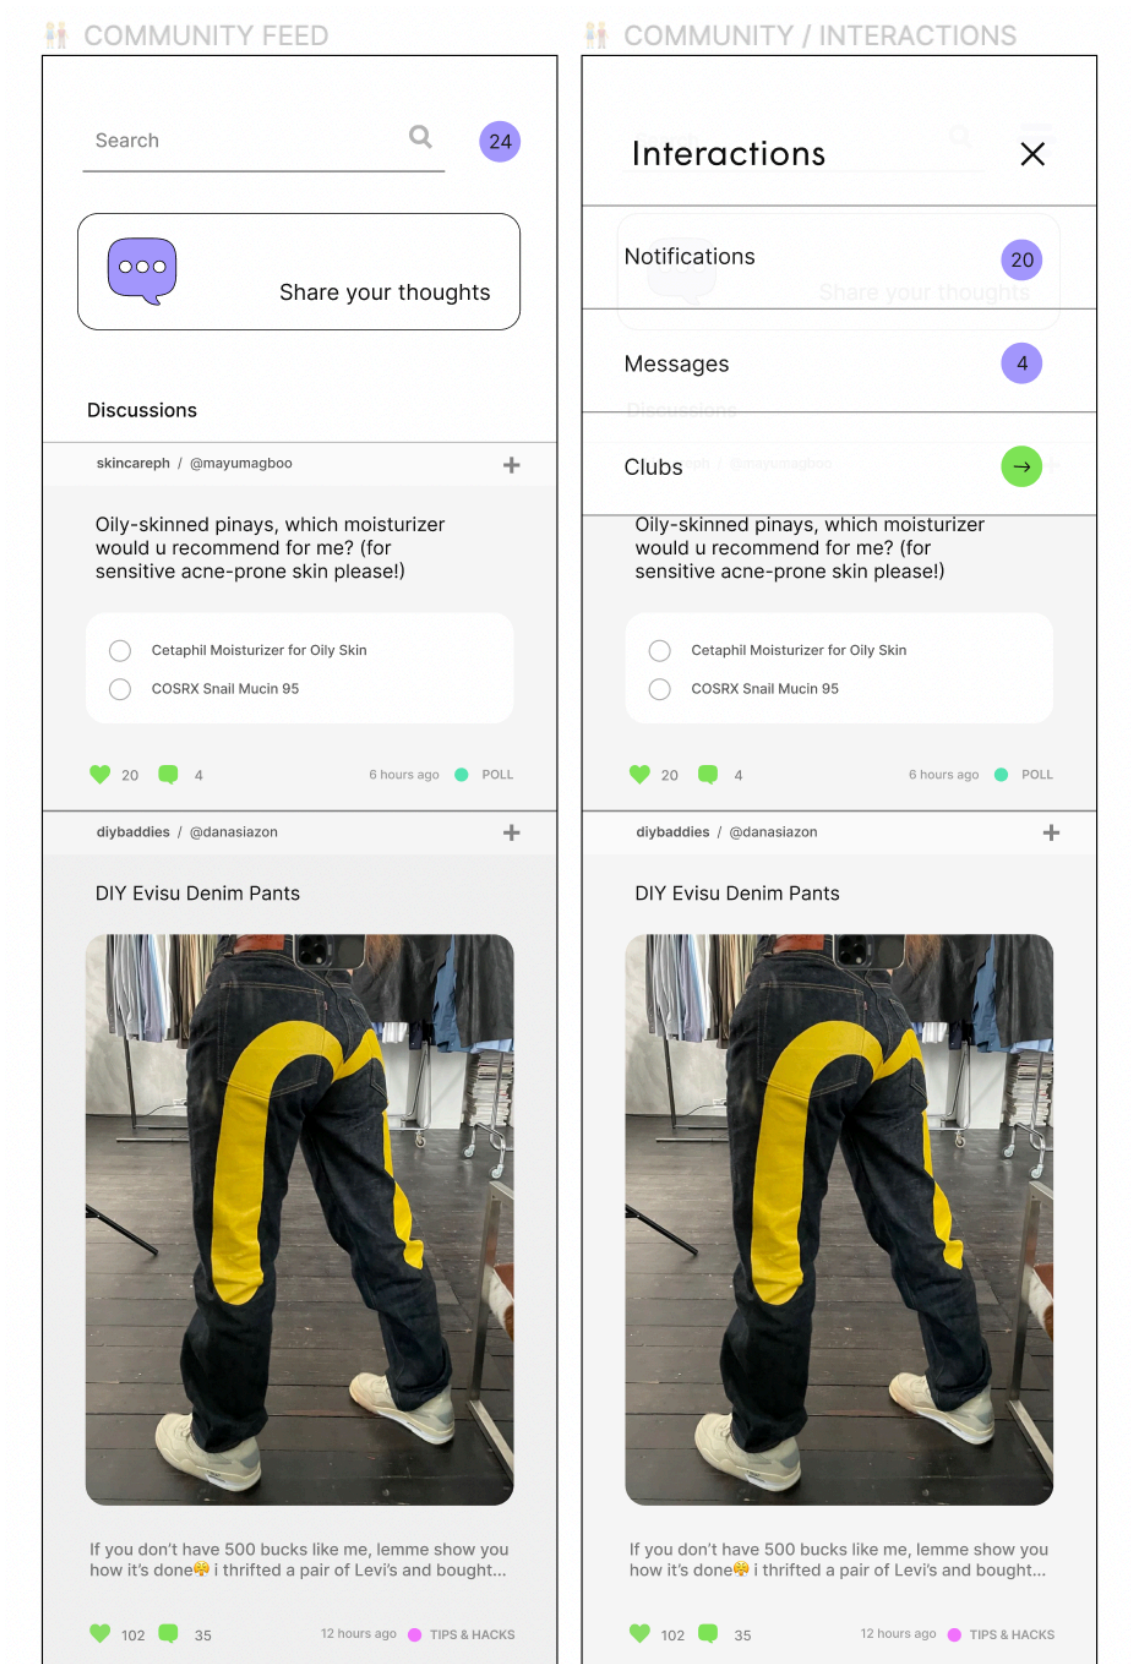 👫 COMMUNITY FEED
Search
24
Share your thoughts
Discussions
skincareph / @mayumagboo
Oily-skinned pinays, which moisturizer
would u recommend for me? (for
sensitive acne-prone skin please!)
Cetaphil Moisturizer for Oily Skin
COSRX Snail Mucin 95
20 4 6 hours ago POLL
diybaddies / @danasiazon
DIY Evisu Denim Pants
If you don't have 500 bucks like me, lemme show you
how it's done😤 i thrifted a pair of Levi's and bought...
102 35 12 hours ago TIPS & HACKS
👫 COMMUNITY / INTERACTIONS
Search
Interactions
Notifications 20
Share your thoughts
Messages 4
Discussions
Clubs
@mayumagboo
Oily-skinned pinays, which moisturizer
would u recommend for me? (for
sensitive acne-prone skin please!)
Cetaphil Moisturizer for Oily Skin
COSRX Snail Mucin 95
20 4 6 hours ago POLL
diybaddies / @danasiazon
DIY Evisu Denim Pants
If you don't have 500 bucks like me, lemme show you
how it's done😤 i thrifted a pair of Levi's and bought...
102 35 12 hours ago TIPS & HACKS